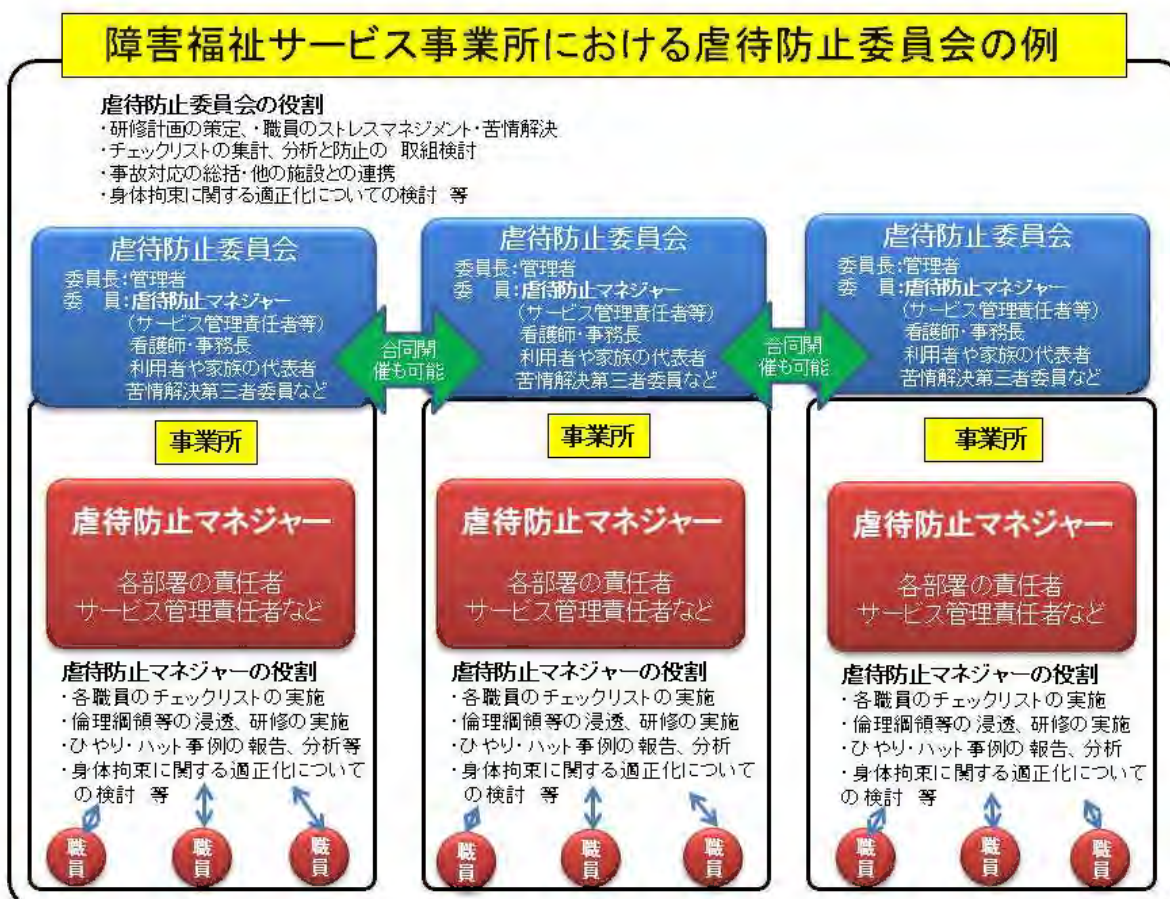 障害福祉サービス事業所における虐待防止委員会の例
虐待防止委員会の役割
・研修計画の策定、・職員のストレスマネジメント・苦情解決
・チェックリストの集計、分析と防止の 取組検討
・事故対応の総括・他の施設との連携
・身体拘束に関する適正化についての検討 等
虐待防止委員会
委員長:管理者
委　員:虐待防止マネジャー
(サービス管理責任者等)
看護師・事務長
利用者や家族の代表者
苦情解決第三者委員など
合同開
催も可能
虐待防止委員会
委員長:管理者
委　員:虐待防止マネジャー
(サービス管理責任者等)
看護師・事務長
利用者や家族の代表者
苦情解決第三者委員など
合同開
催も可能
虐待防止委員会
委員長:管理者
委　員:虐待防止マネジャー
(サービス管理責任者等)
看護師・事務長
利用者や家族の代表者
苦情解決第三者委員など
事業所
虐待防止マネジャー
各部署の責任者
サービス管理責任者など
虐待防止マネジャーの役割
・各職員のチェックリストの実施
・倫理綱領等の浸透、研修の実施
・ひやり・ハット事例の報告、分析等
・身体拘束に関する適正化について
の検討 等
職員
職員
職員
事業所
虐待防止マネジャー
各部署の責任者
サービス管理責任者など
虐待防止マネジャーの役割
・各職員のチェックリストの実施
・倫理綱領等の浸透、研修の実施
・ひやり・ハット事例の報告、分析
・身体拘束に関する適正化について
の検討 等
職員
職員
職員
事業所
虐待防止マネジャー
各部署の責任者
サービス管理責任者など
虐待防止マネジャーの役割
・各職員のチェックリストの実施
・倫理綱領等の浸透、研修の実施
・ひやり・ハット事例の報告、分析
・身体拘束に関する適正化について
の検討 等
職員
職員
職員